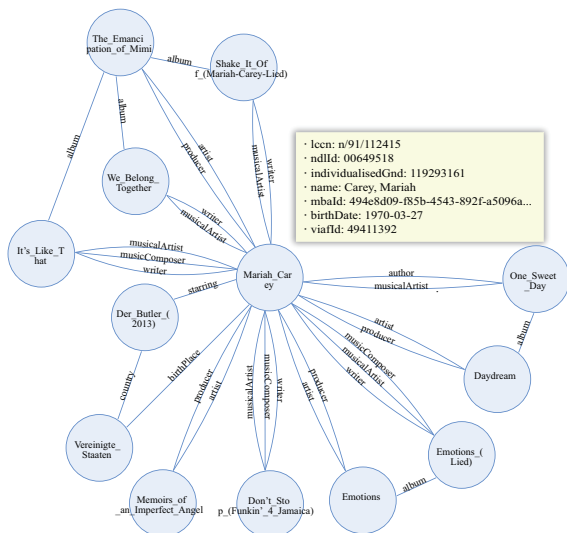 The_Emanci
pation_of_Mimi
album
Shake_It_Of
f_(Mariah-Carey-Lied)
album
album
artist
producer
writer
musicalArtist
· lccn: n/91/112415
· ndlId: 00649518
· individualisedGnd: 119293161
· name: Carey, Mariah
· mbaId: 494e8d09-f85b-4543-892f-a5096a...
· birthDate: 1970-03-27
· viafId: 49411392
We_Belong_
Together
writer
musicalArtist
It's_Like_T
hat
musicalArtist
musicComposer
writer
Mariah_Car
ey
author
musicalArtist
One_Sweet
_Day
starring
Der_Butler_(
2013)
artist
producer
album
country
birthPlace
musicComposer
musicalArtist
writer
Daydream
producer
artist
musicalArtist
musicComposer
writer
producer
artist
Vereinigte_
Staaten
Emotions_(
Lied)
album
Memoirs_of
_an_Imperfect_Angel
Don't_Sto
p_(Funkin'_4_Jamaica)
Emotions